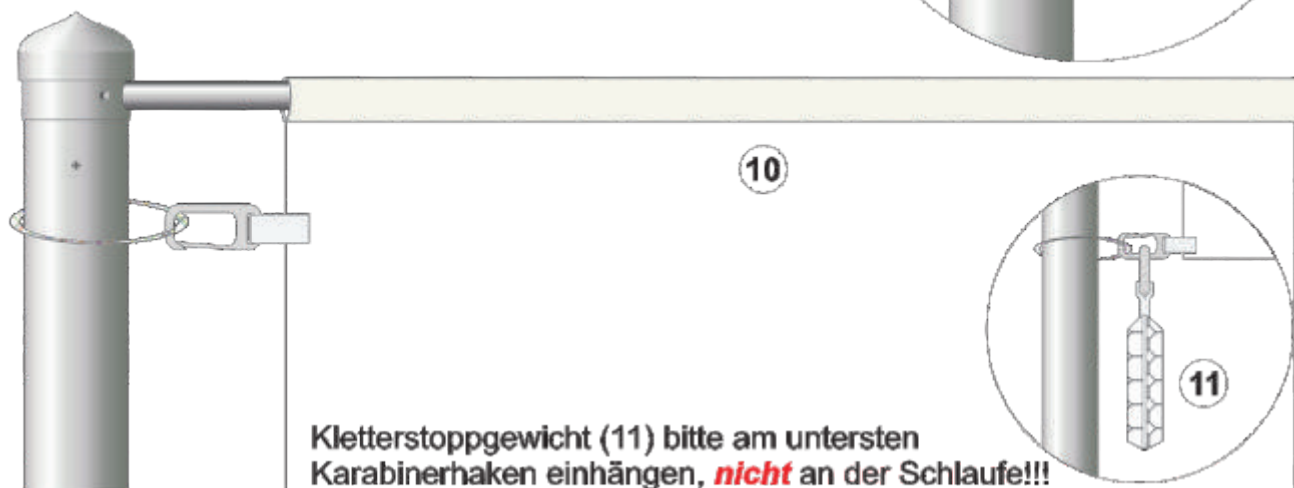 10
11
Kletterstoppgewicht (11) bitte am untersten
Karabinerhaken einhängen, nicht an der Schlaufe!!!